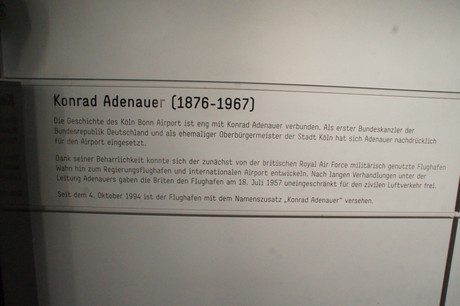 Konrad Adenauer (1876-1967)
Die Geschichte des Köln Bonn Airport ist eng mit Konrad Adenauer verbunden. Als erster Bundeskanzler der
Bundesrepublik Deutschland und als ehemaliger Oberbürgermeister der Stadt Köln hat sich Adenauer nachdrücklich
für den Airport eingesetzt.
Dank seiner Beharrlichkeit konnte sich der zunächst von der britischen Royal Air Force militärisch genutzte Flughafen
Wahn hin zum Regierungsflughafen und internationalen Airport entwickeln. Nach langen Verhandlungen unter der
Leitung Adenauers gaben die Briten den Flughafen am 18. Juli 1957 uneingeschränkt für den zivilen Luftverkehr frei.
Seit dem 4. Oktober 1994 ist der Flughafen mit dem Namenszusatz „Konrad Adenauer" versehen.